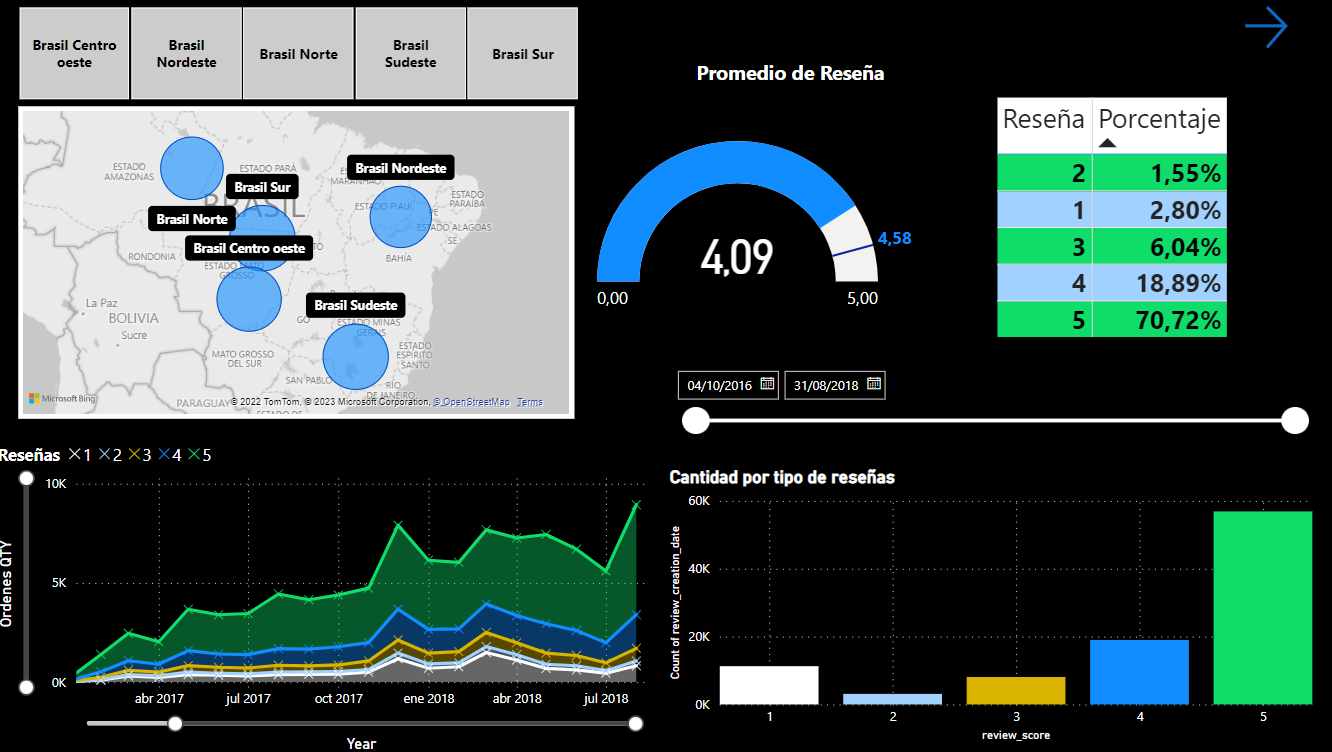 Brasil Centro
oeste
Brasil
Nordeste
Brasil Norte
Brasil
Sudeste
Brasil Sur
ESTADO
AMAZONAS
ESTADO PARÁ
MARANHÃO
Brasil Nordeste
Brasil Sur
BRASIL
Brasil Norte
ESTADO PIAUÍ
ESTADO
PARAÍBA
PE
ESTADO ALAGOAS
SE
Brasil Centro oeste
RONDONIA
ESTADO MATO
GROSSO
BAHÍA
La Paz
BOLIVIA
Sucre
Brasil Sudeste
GO
ESTADO MINAS
GERAIS
ESTADO
ESPÍRITO
SANTO
MATO GROSSO
DEL SUR
SAN PABLO
RÍO
DE JANEIRO
PARAGUAY
Microsoft Bing
© 2022 TomTom, © 2023 Microsoft Corporation, © OpenStreetMap Terms
Promedio de Reseña
4,09
4,58
0,00
5,00
Reseña Porcentaje
2 1,55%
1 2,80%
3 6,04%
4 18,89%
5 70,72%
04/10/2016 31/08/2018
Reseñas 1 2 3 4 5
Ordenes QTY
10K
5K
0K
abr 2017 jul 2017 oct 2017 ene 2018 abr 2018 jul 2018
Year
Cantidad por tipo de reseñas
Count of review_creation_date
60K
40K
20K
0K
1 2 3 4 5
review_score